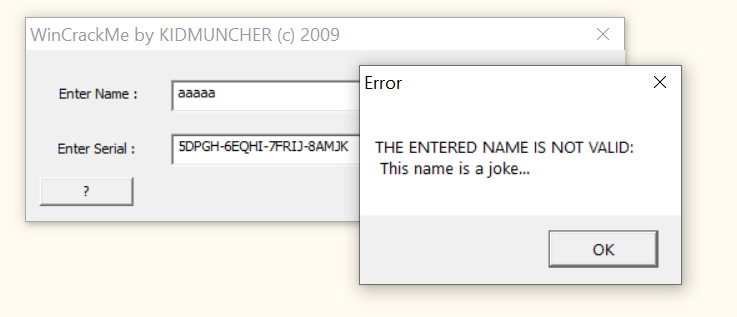 WinCrackMe by KIDMUNCHER (c) 2009
Enter Name : aaaaa
Enter Serial : 5DPGH-6EQHI-7FRIJ-8AMJK
?
Error
THE ENTERED NAME IS NOT VALID:
This name is a joke...
OK